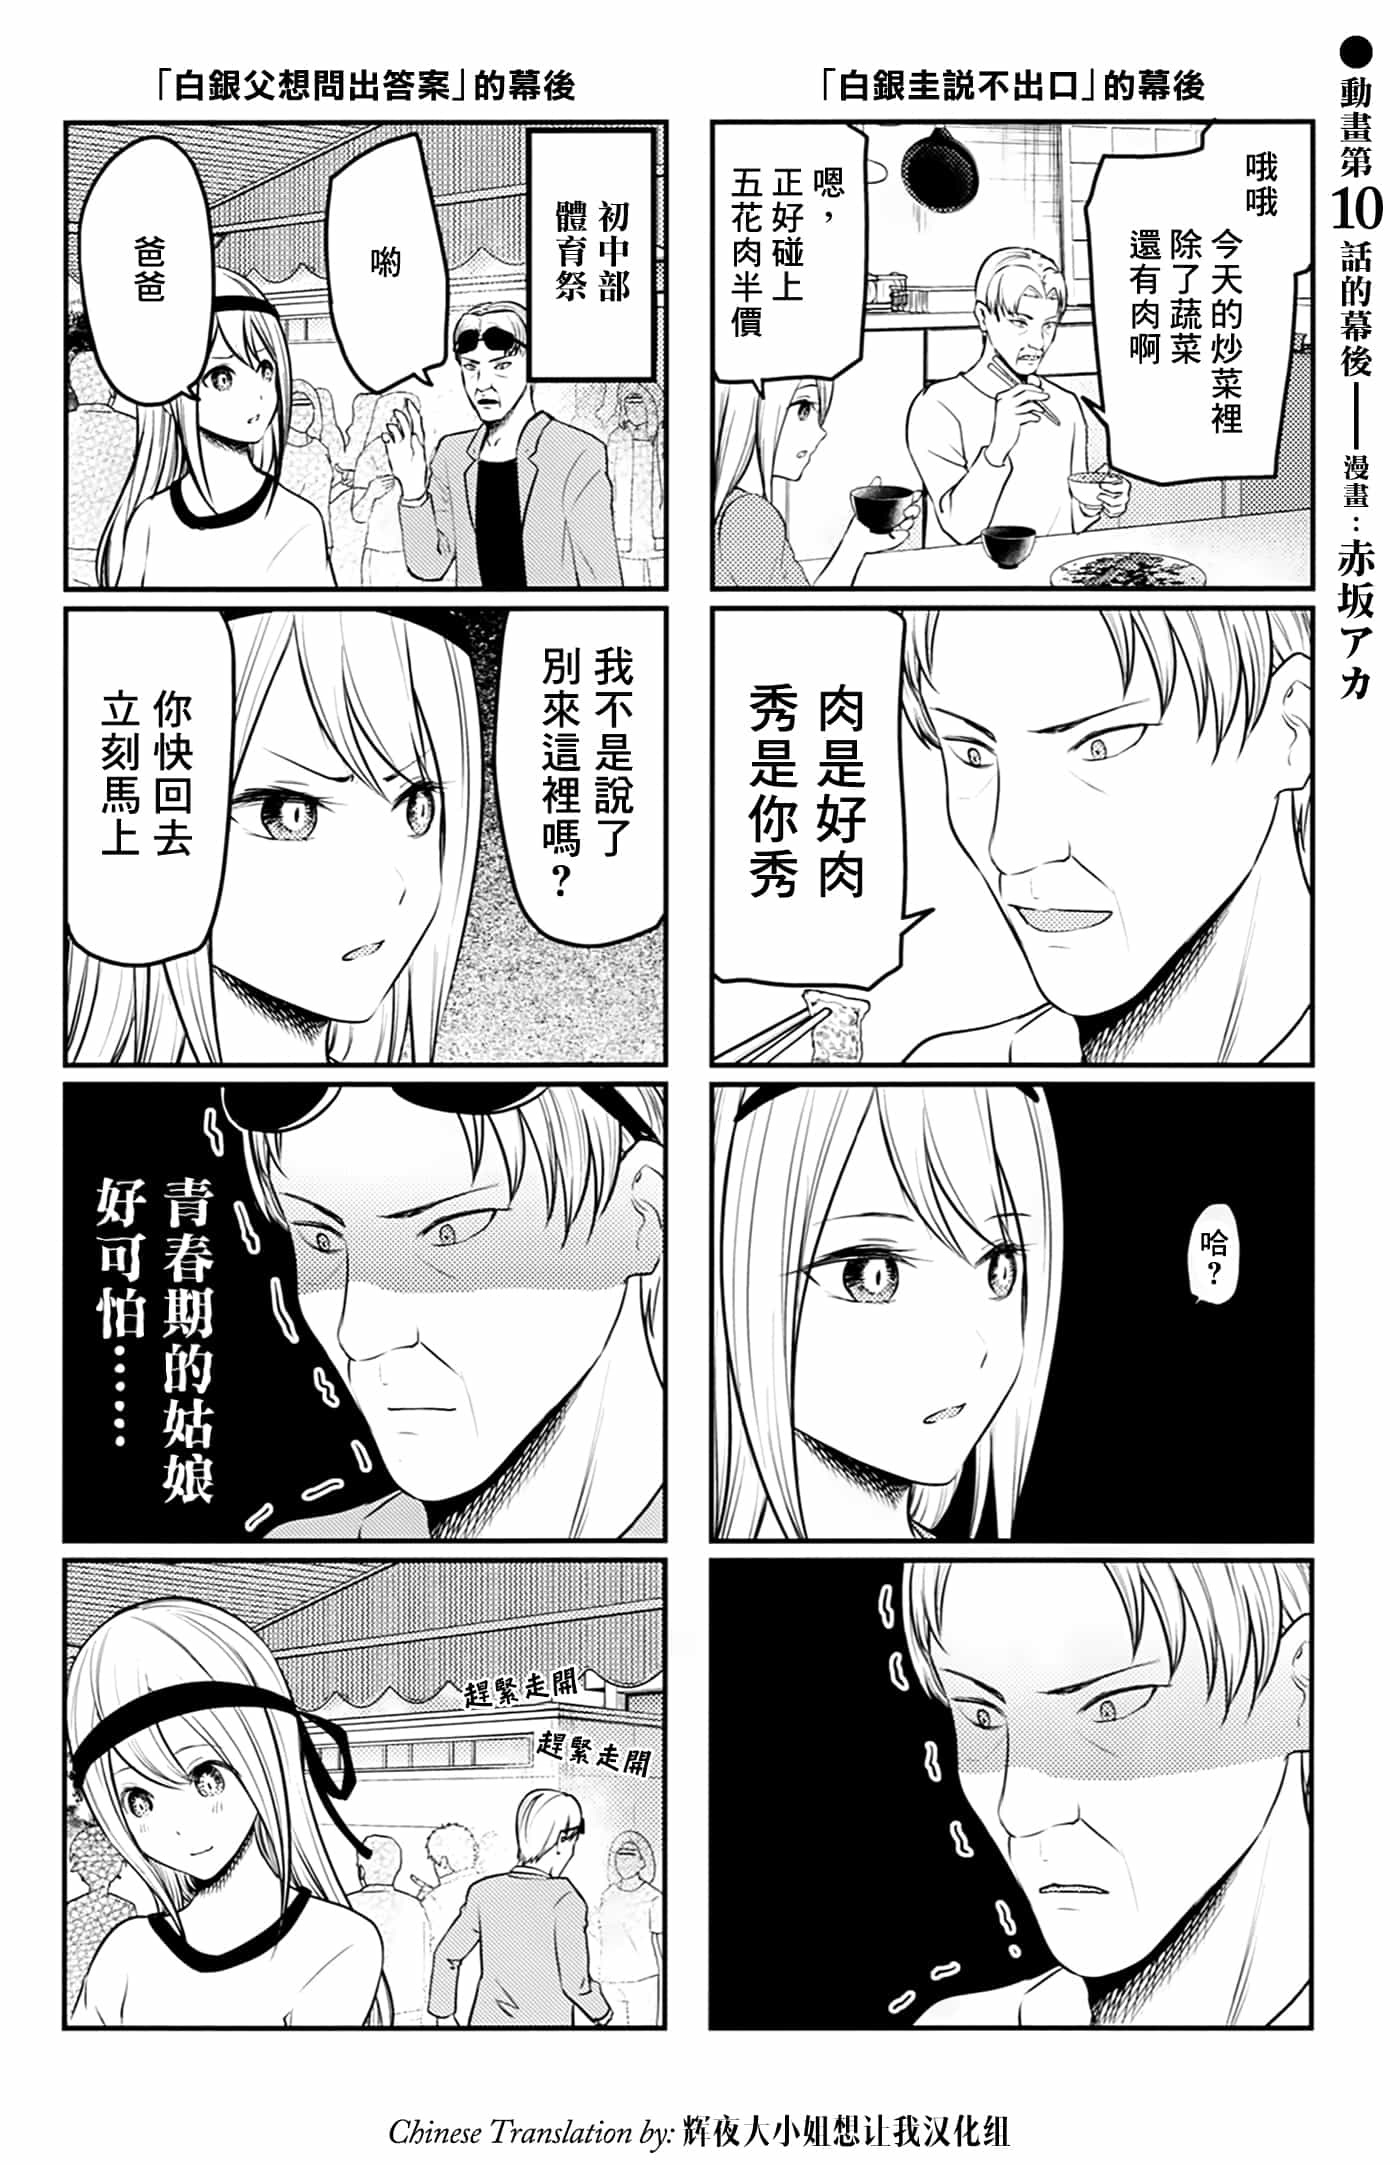 ●動畫第10話的幕後——漫畫：赤坂アカ
「白銀圭説不出口」的幕後
哦哦
今天的炒菜裡
除了蔬菜
還有肉啊
嗯，
正好碰上
五花肉半價
肉是好肉
秀是你秀
哈？
「白銀父想問出答案」的幕後
初中部
體育祭
喲
爸爸
我不是說了
別來這裡嗎？
你快回去
立刻馬上
青春期的姑娘
好可怕……
趕緊走開
趕緊走開
Chinese Translation by: 辉夜大小姐想让我汉化组